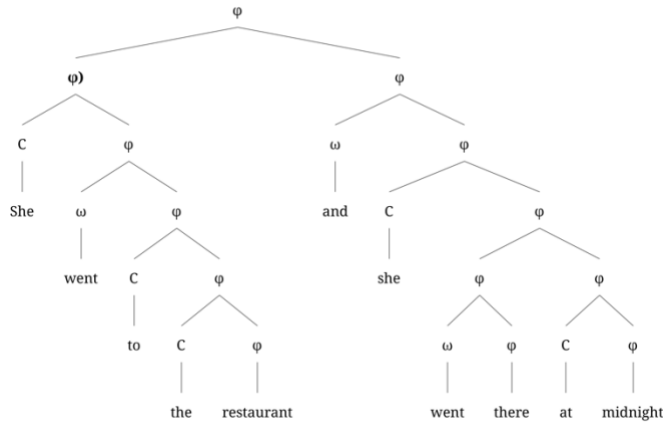 φ
φ) φ
C φ ω φ
She ω φ and C φ
went C φ she φ φ
to C φ ω φ C φ
the restaurant went there at midnight